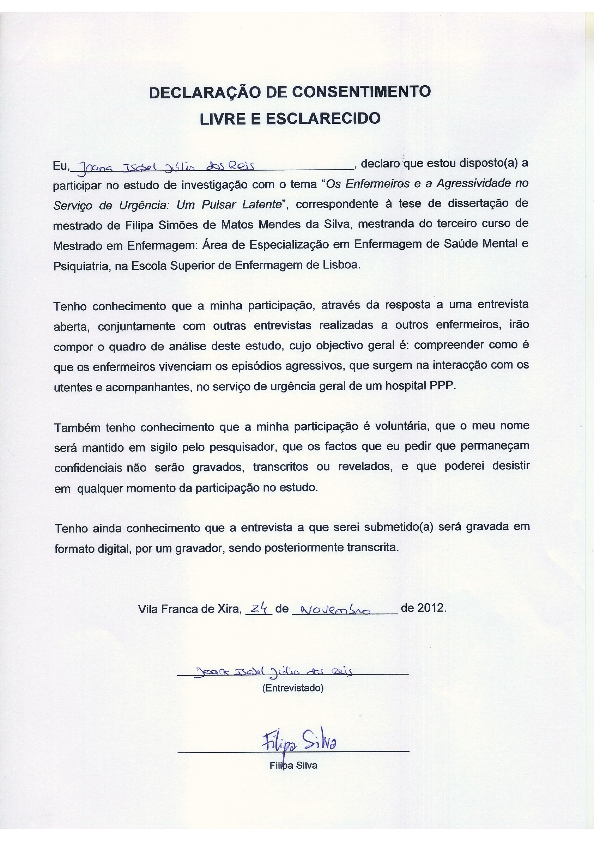 DECLARAÇÃO DE CONSENTIMENTO
LIVRE E ESCLARECIDO
Eu, Joana Isabel Júlio dos Reis, declaro que estou disposto(a) a
participar no estudo de investigação com o tema “Os Enfermeiros e a Agressividade no
Serviço de Urgência: Um Pulsar Latente”, correspondente à tese de dissertação de
mestrado de Filipa Simões de Matos Mendes da Silva, mestranda do terceiro curso de
Mestrado em Enfermagem: Área de Especialização em Enfermagem de Saúde Mental e
Psiquiatria, na Escola Superior de Enfermagem de Lisboa.
Tenho conhecimento que a minha participação, através da resposta a uma entrevista
aberta, conjuntamente com outras entrevistas realizadas a outros enfermeiros, irão
compor o quadro de análise deste estudo, cujo objectivo geral é: compreender como é
que os enfermeiros vivenciam os episódios agressivos, que surgem na interacção com os
utentes e acompanhantes, no serviço de urgência geral de um hospital PPP.
Também tenho conhecimento que a minha participação é voluntária, que o meu nome
será mantido em sigilo pelo pesquisador, que os factos que eu pedir que permaneçam
confidenciais não serão gravados, transcritos ou revelados, e que poderei desistir
em qualquer momento da participação no estudo.
Tenho ainda conhecimento que a entrevista a que serei submetido(a) será gravada em
formato digital, por um gravador, sendo posteriormente transcrita.
Vila Franca de Xira, 24 de Novembro de 2012.
Joana Isabel Júlio dos Reis
(Entrevistado)
Filipa Silva
Filipa Silva